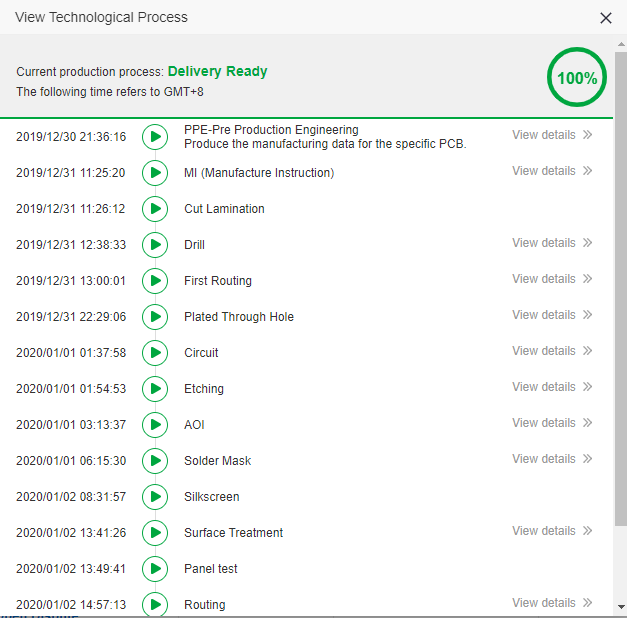 View Technological Process
Current production process: Delivery Ready
The following time refers to GMT+8
100%
2019/12/30 21:36:16 PPE-Pre Production Engineering View details
Produce the manufacturing data for the specific PCB.
2019/12/31 11:25:20 MI (Manufacture Instruction) View details
2019/12/31 11:26:12 Cut Lamination
2019/12/31 12:38:33 Drill View details
2019/12/31 13:00:01 First Routing View details
2019/12/31 22:29:06 Plated Through Hole View details
2020/01/01 01:37:58 Circuit View details
2020/01/01 01:54:53 Etching View details
2020/01/01 03:13:37 AOI View details
2020/01/01 06:15:30 Solder Mask View details
2020/01/02 08:31:57 Silkscreen
2020/01/02 13:41:26 Surface Treatment View details
2020/01/02 13:49:41 Panel test
2020/01/02 14:57:13 Routing View details